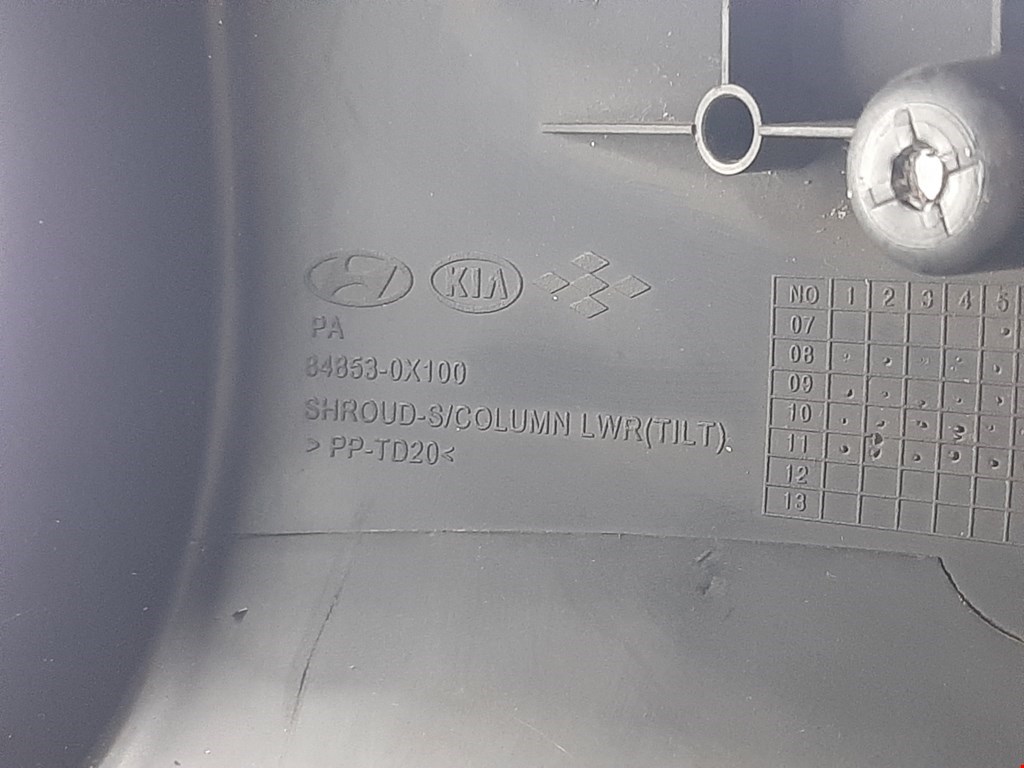 KIA
PA
84853-0X100
SHROUD-S/COLUMN LWR(TILT).
> PP-TD20<
NO 1 2 3 4 5
07
08
09
10
11
12
13